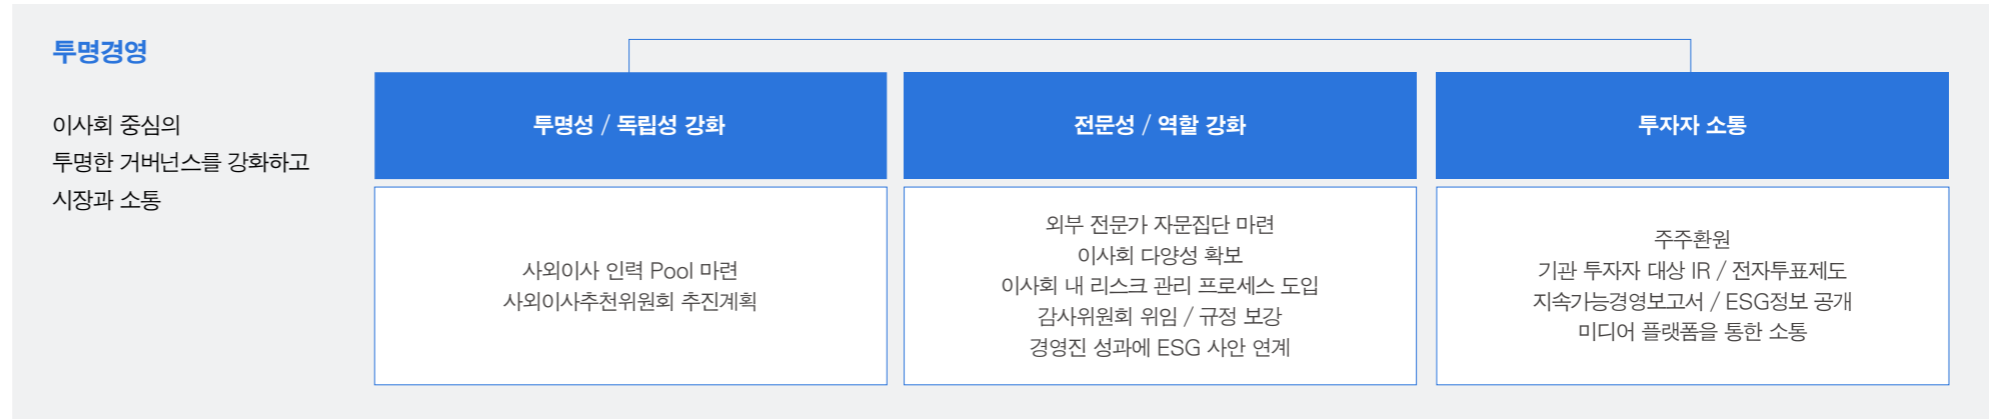 투명경영
이사회 중심의
투명한 거버넌스를 강화하고
시장과 소통
투명성 / 독립성 강화
사외이사 인력 Pool 마련
사외이사추천위원회 추진계획
전문성 / 역할 강화
외부 전문가 자문집단 마련
이사회 다양성 확보
이사회 내 리스크 관리 프로세스 도입
감사위원회 위임 / 규정 보강
경영진 성과에 ESG 사안 연계
투자자 소통
주주환원
기관 투자자 대상 IR / 전자투표제도
지속가능경영보고서 / ESG정보 공개
미디어 플랫폼을 통한 소통